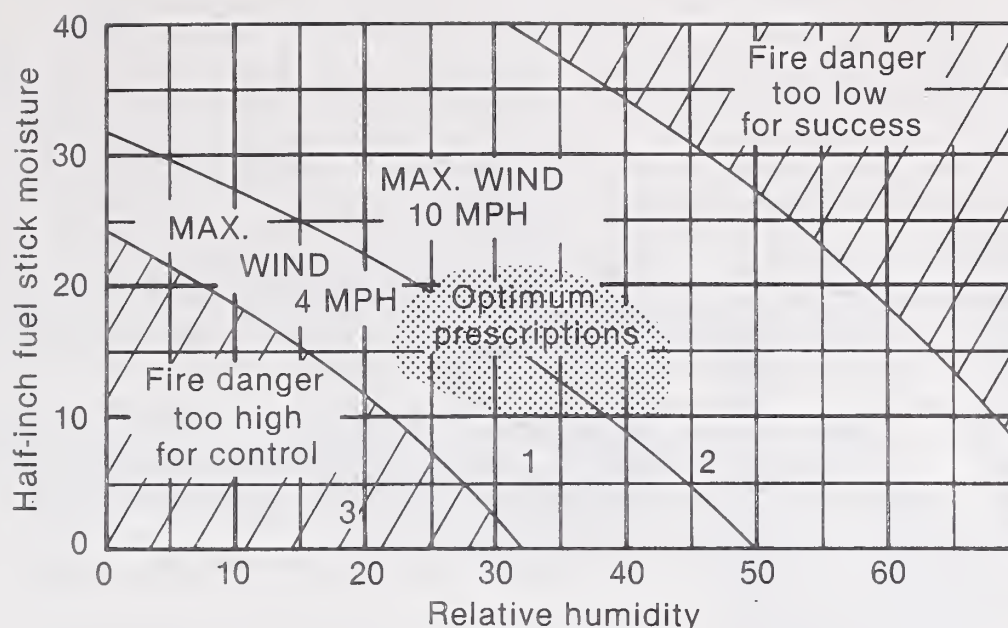 40
30
20
10
0
Half-inch fuel stick moisture
Fire danger
too low
for success
MAX. WIND
10 MPH
MAX.
WIND
4 MPH
Optimum
prescriptions
Fire danger
too high
for control
1
2
3
0 10 20 30 40 50 60
Relative humidity